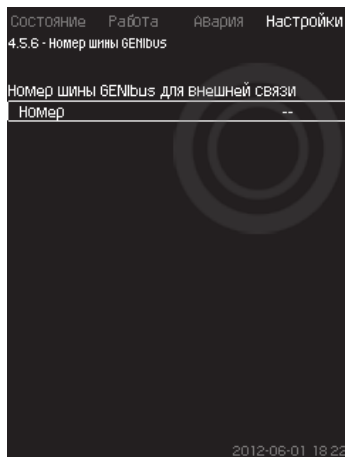 Состояние Работа Авария Настройки
4.5.6 - Номер шины GENIbus
Номер шины GENIbus для внешней связи
Номер --
2012-06-01 18:22